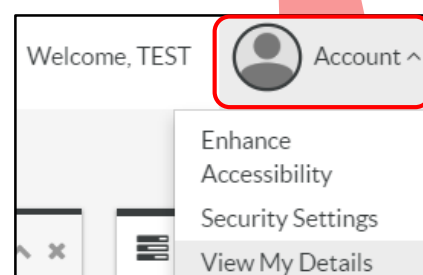 Welcome, TEST
Account
Enhance
Accessibility
Security Settings
View My Details